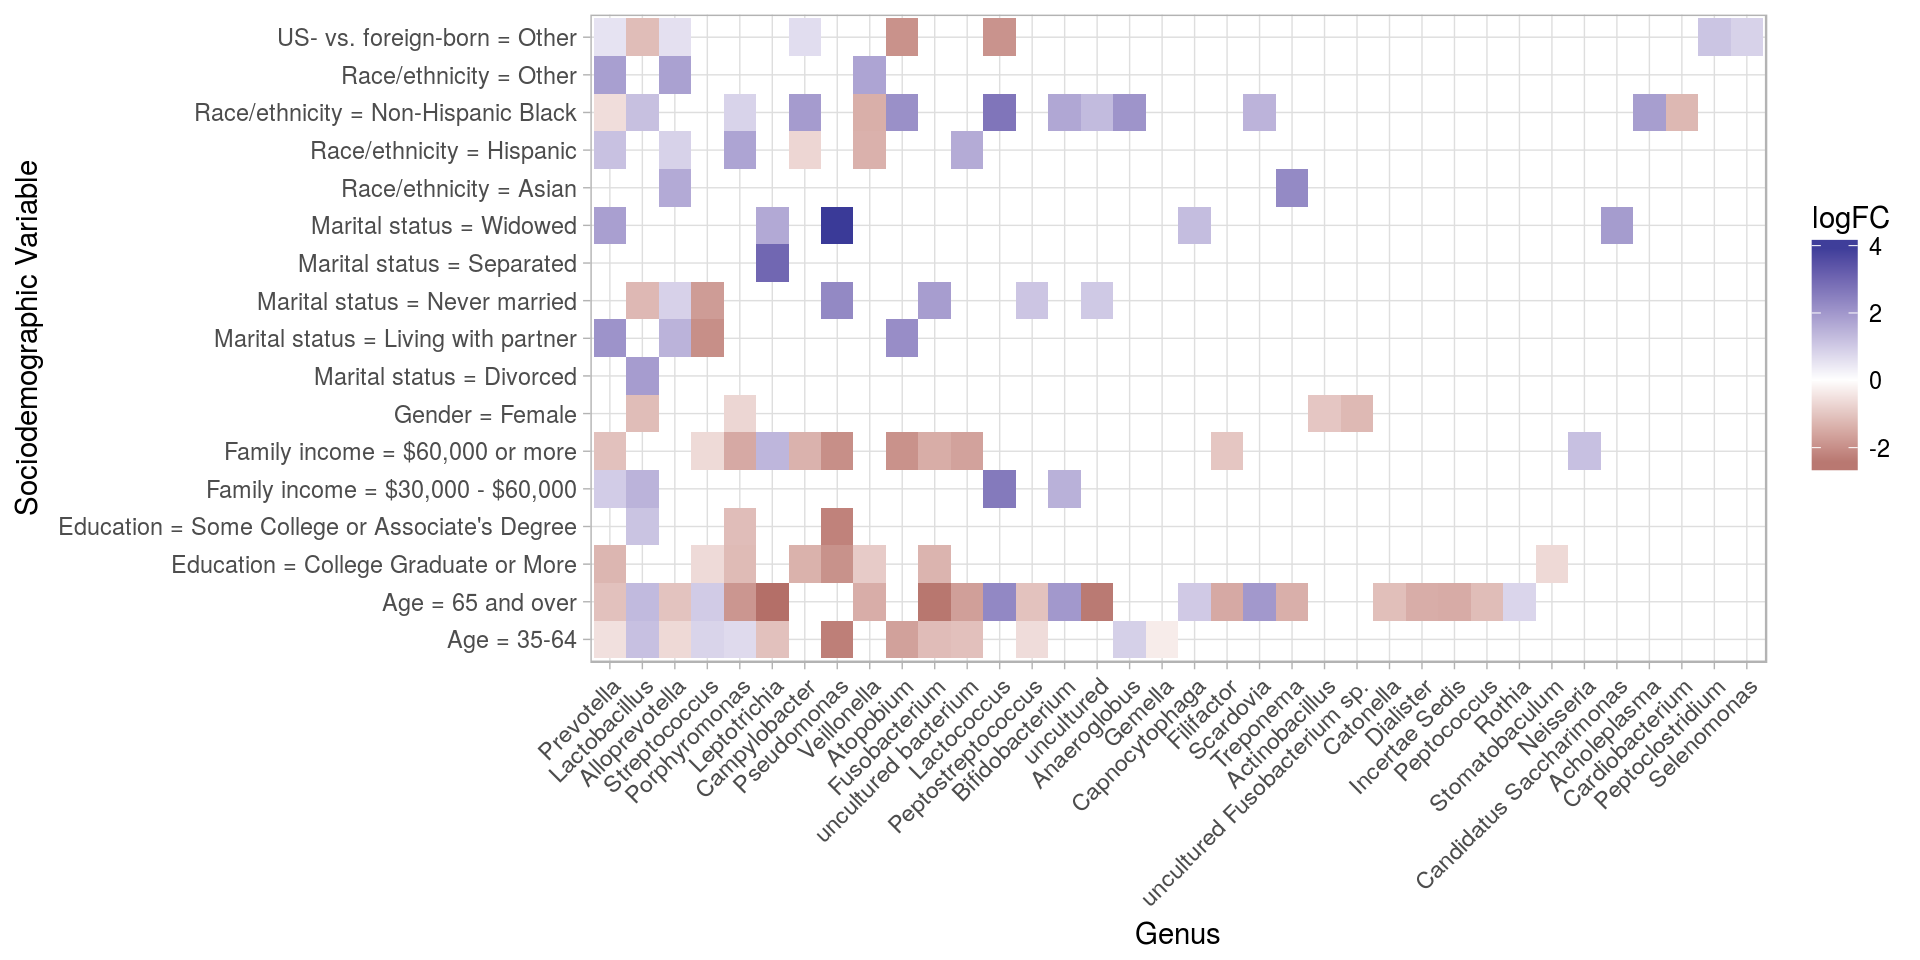 Sociodemographic Variable
US- vs. foreign-born = Other
Race/ethnicity = Other
Race/ethnicity = Non-Hispanic Black
Race/ethnicity = Hispanic
Race/ethnicity = Asian
Marital status = Widowed
Marital status = Separated
Marital status = Never married
Marital status = Living with partner
Marital status = Divorced
Gender = Female
Family income = $60,000 or more
Family income = $30,000 - $60,000
Education = Some College or Associate's Degree
Education = College Graduate or More
Age = 65 and over
Age = 35-64
Prevotella
Lactobacillus
Alloprevotella
Streptococcus
Porphyromonas
Leptotrichia
Campylobacter
Pseudomonas
Veillonella
Atopobium
Fusobacterium
uncultured bacterium
Lactococcus
Peptostreptococcus
Bifidobacterium
uncultured
Anaeroglobus
Gemella
Capnocytophaga
Filifactor
Scardovia
Treponema
Actinobacillus
uncultured Fusobacterium sp.
Catonella
Dialister
Incertae Sedis
Peptococcus
Rothia
Stomatobaculum
Neisseria
Candidatus Saccharimonas
Acholeplasma
Cardiobacterium
Peptoclostridium
Selenomonas
Genus
logFC
4
2
0
-2